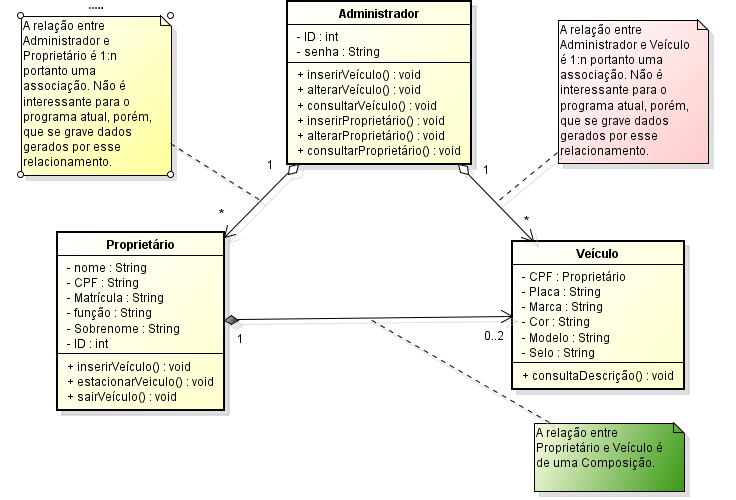 .....
A relação entre
Administrador e
Proprietário é 1:n
portanto uma
associação. Não é
interessante para o
programa atual, porém,
que se grave dados
gerados por esse
relacionamento.
Administrador
- ID : int
- senha : String
+ inserirVeículo() : void
+ alterarVeículo() : void
+ consultarVeículo() : void
+ inserirProprietário() : void
+ alterarProprietário() : void
+ consultarProprietário() : void
A relação entre
Administrador e Veículo
é 1:n portanto uma
associação. Não é
interessante para o
programa atual, porém,
que se grave dados
gerados por esse
relacionamento.
1
1
*
*
Proprietário
- nome : String
- CPF : String
- Matrícula : String
- função : String
- Sobrenome : String
- ID : int
+ inserirVeículo() : void
+ estacionarVeiculo() : void
+ sairVeículo() : void
Veículo
- CPF : Proprietário
- Placa : String
- Marca : String
- Cor : String
- Modelo : String
- Selo : String
+ consultaDescrição() : void
1
0..2
A relação entre
Proprietário e Veículo é
de uma Composição.